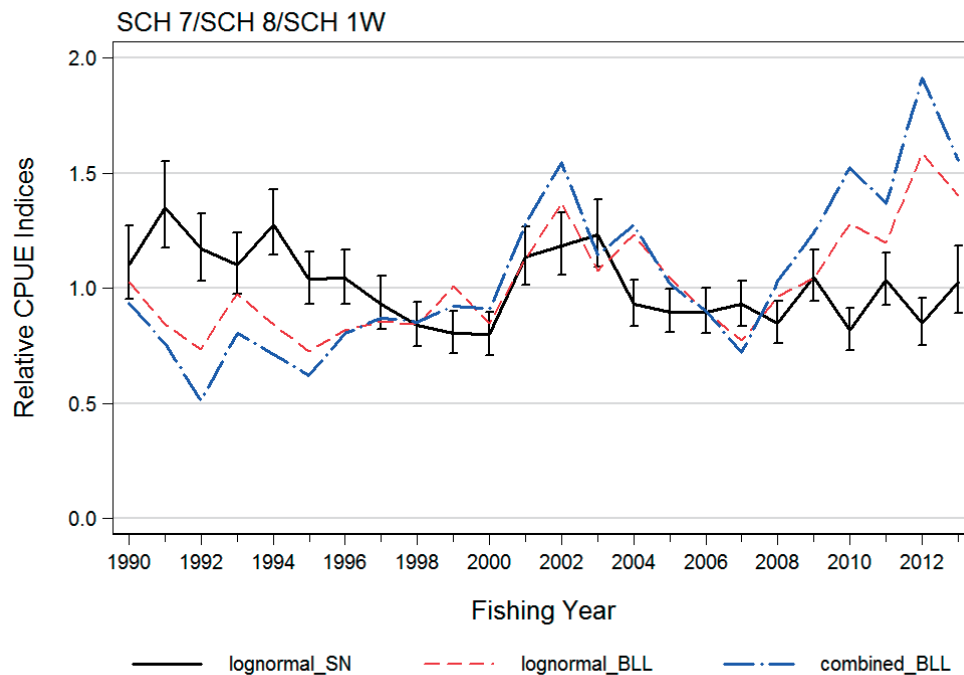 SCH 7/SCH 8/SCH 1W
2.0
1.5
1.0
0.5
0.0
Relative CPUE Indices
1990 1992 1994 1996 1998 2000 2002 2004 2006 2008 2010 2012
Fishing Year
lognormal_SN lognormal_BLL combined_BLL